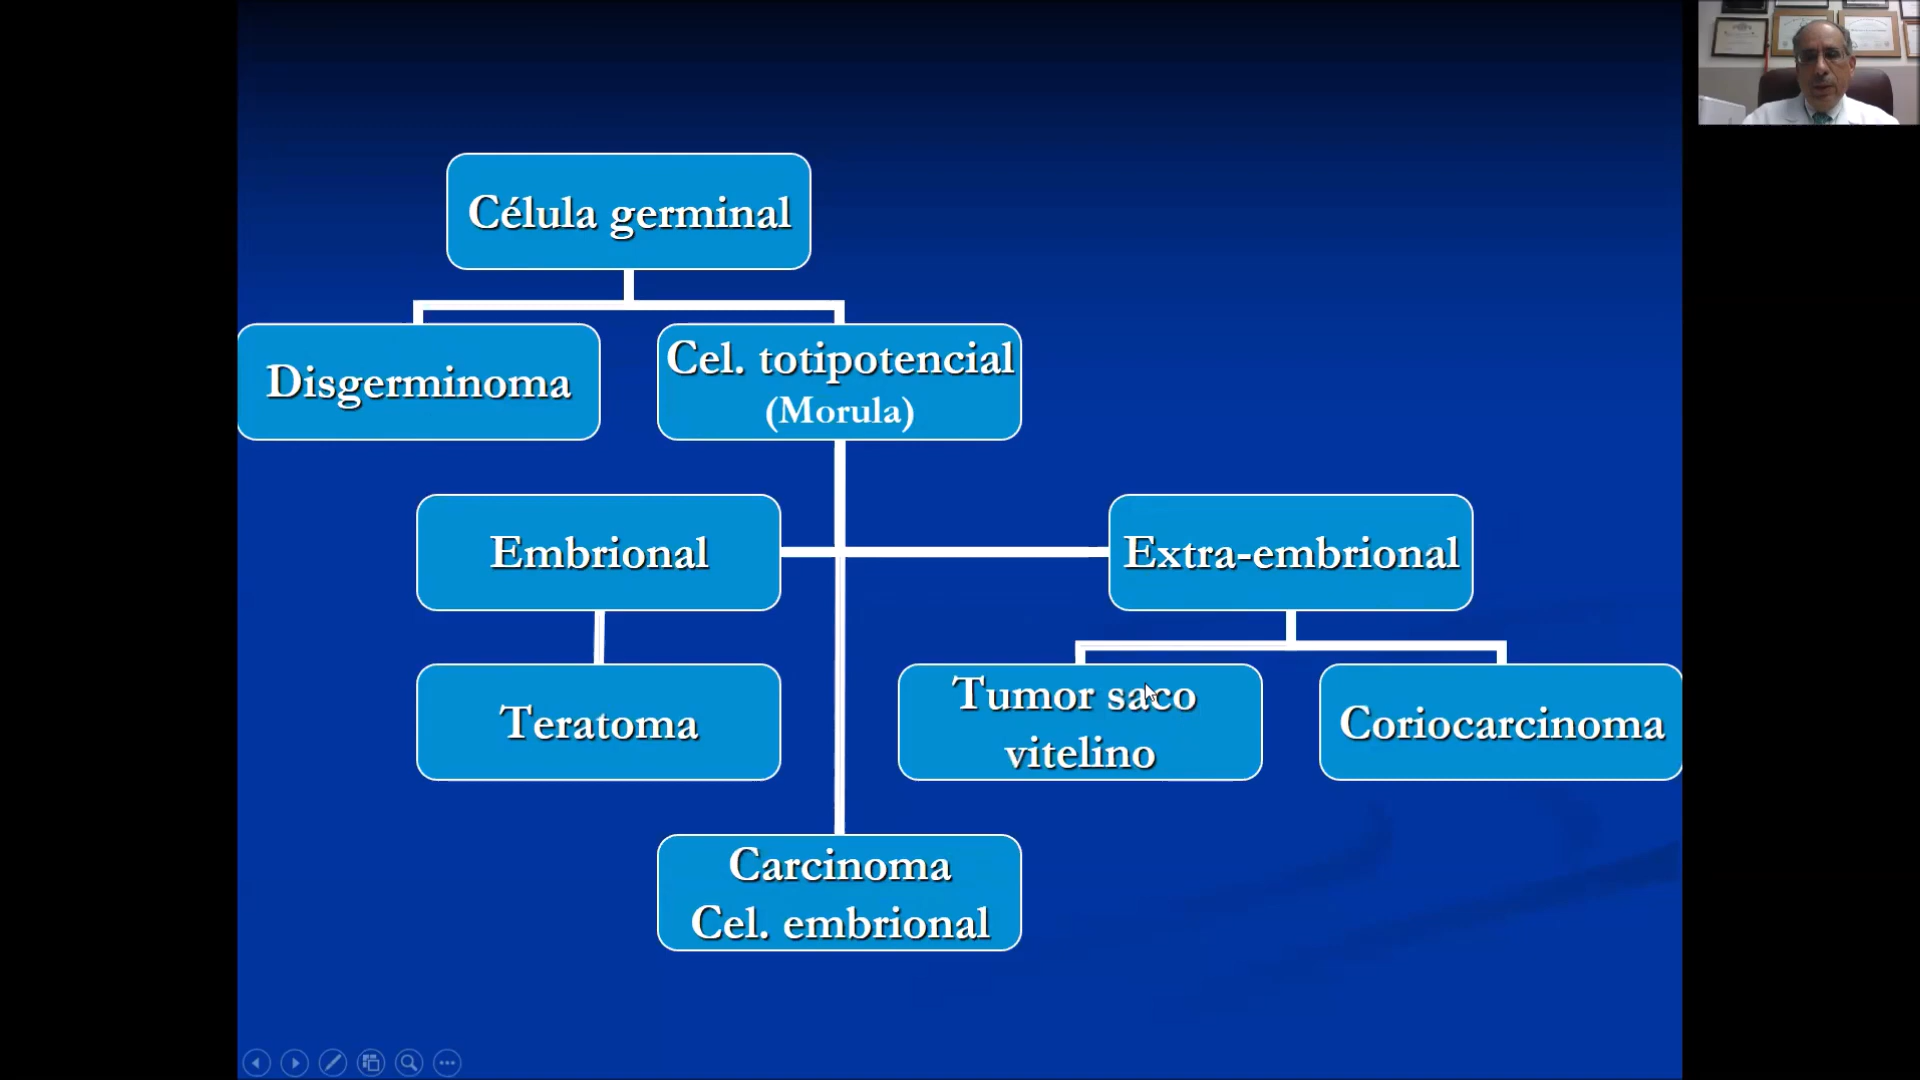 Célula germinal
Disgerminoma
Cel. totipotencial
(Morula)
Embrional
Extra-embrional
Teratoma
Tumor saco
vitelino
Coriocarcinoma
Carcinoma
Cel. embrional